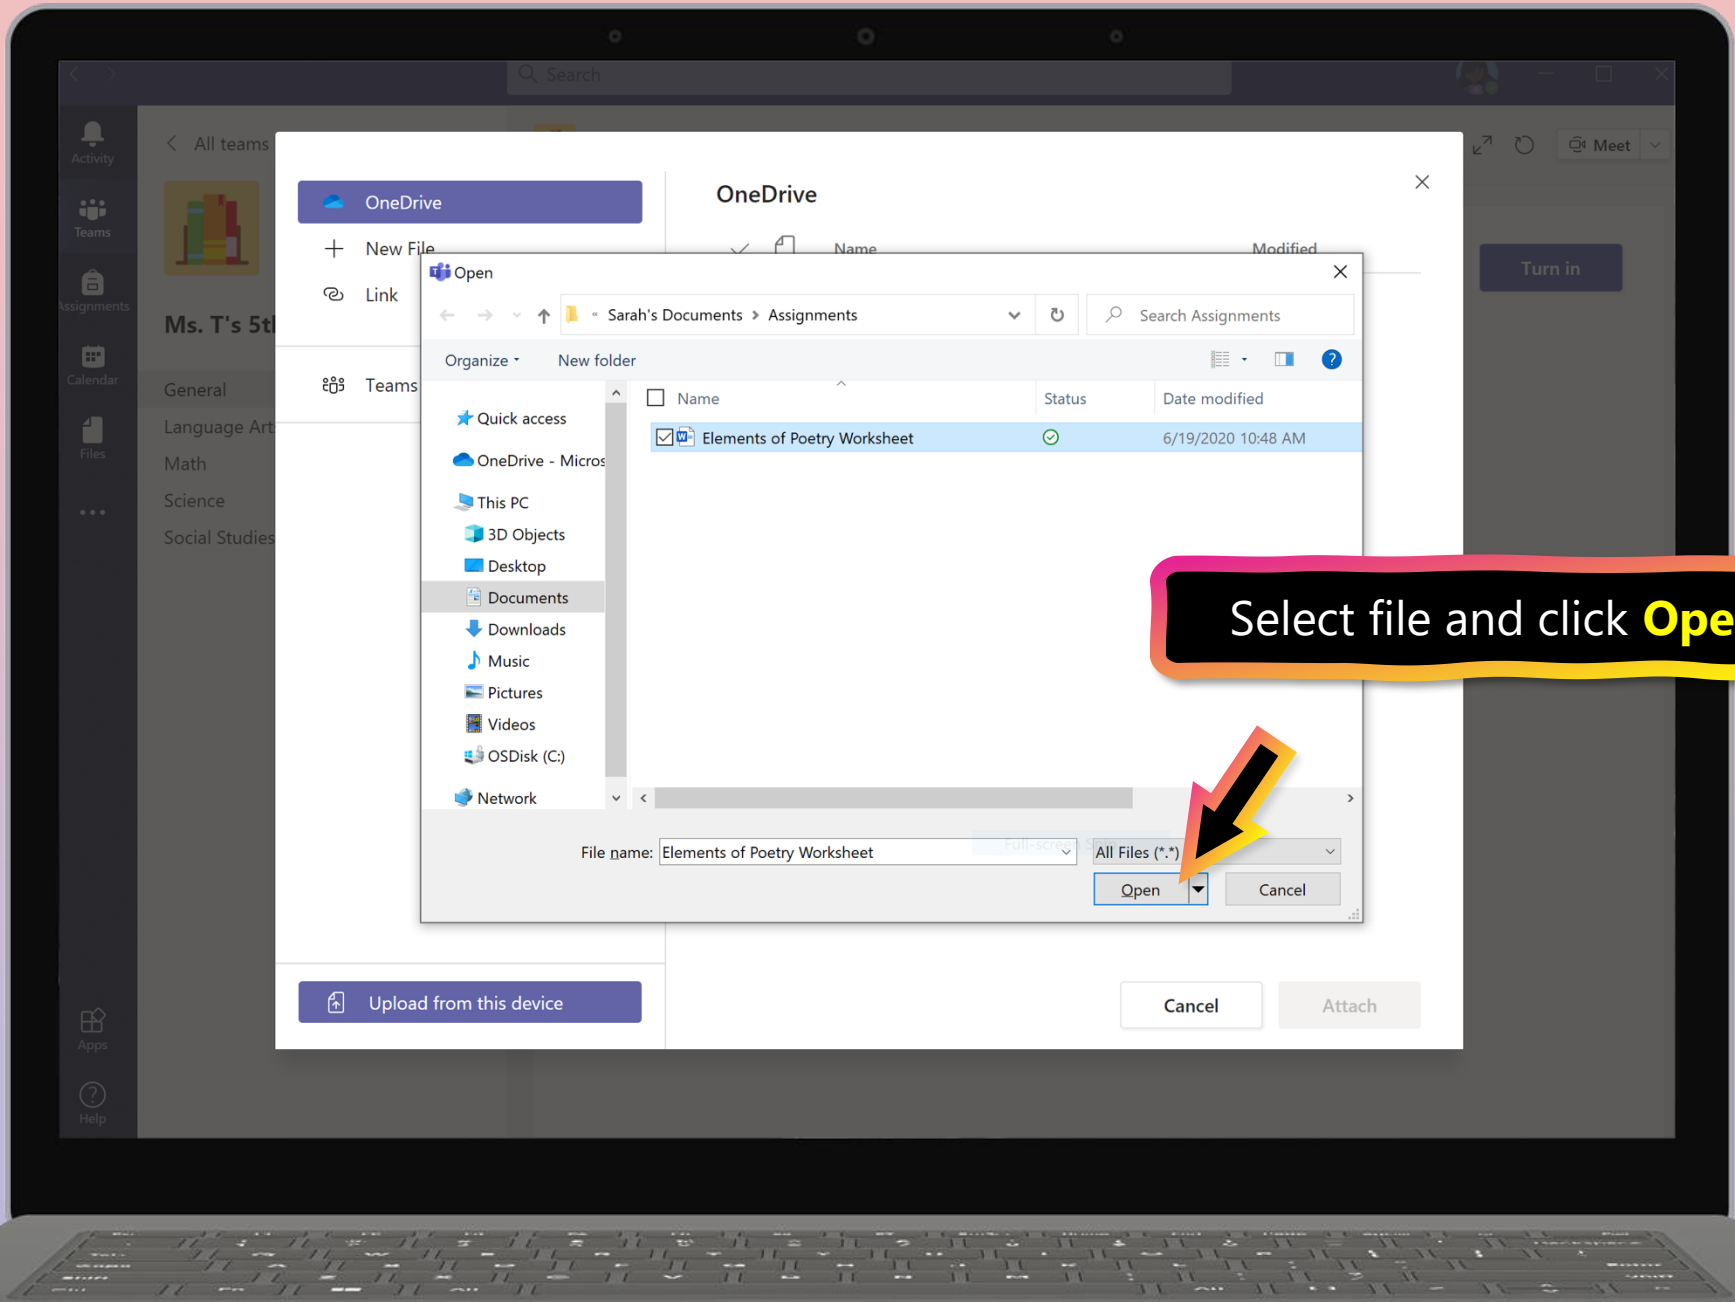 Search
Activity
Teams
Assignments
Calendar
Files
Apps
Help
All teams
Ms. T's 5th
General
Language Art
Math
Science
Social Studies
Meet
Turn in
OneDrive
New File
Link
Teams
Upload from this device
OneDrive
Name Modified
Open
« Sarah's Documents > Assignments
Search Assignments
Organize New folder
Quick access
OneDrive - Micros
This PC
3D Objects
Desktop
Documents
Downloads
Music
Pictures
Videos
OSDisk (C:)
Network
Name Status Date modified
Elements of Poetry Worksheet 6/19/2020 10:48 AM
Select file and click Ope
File name: Elements of Poetry Worksheet
Full-screen
All Files (*.*)
Open Cancel
Cancel Attach